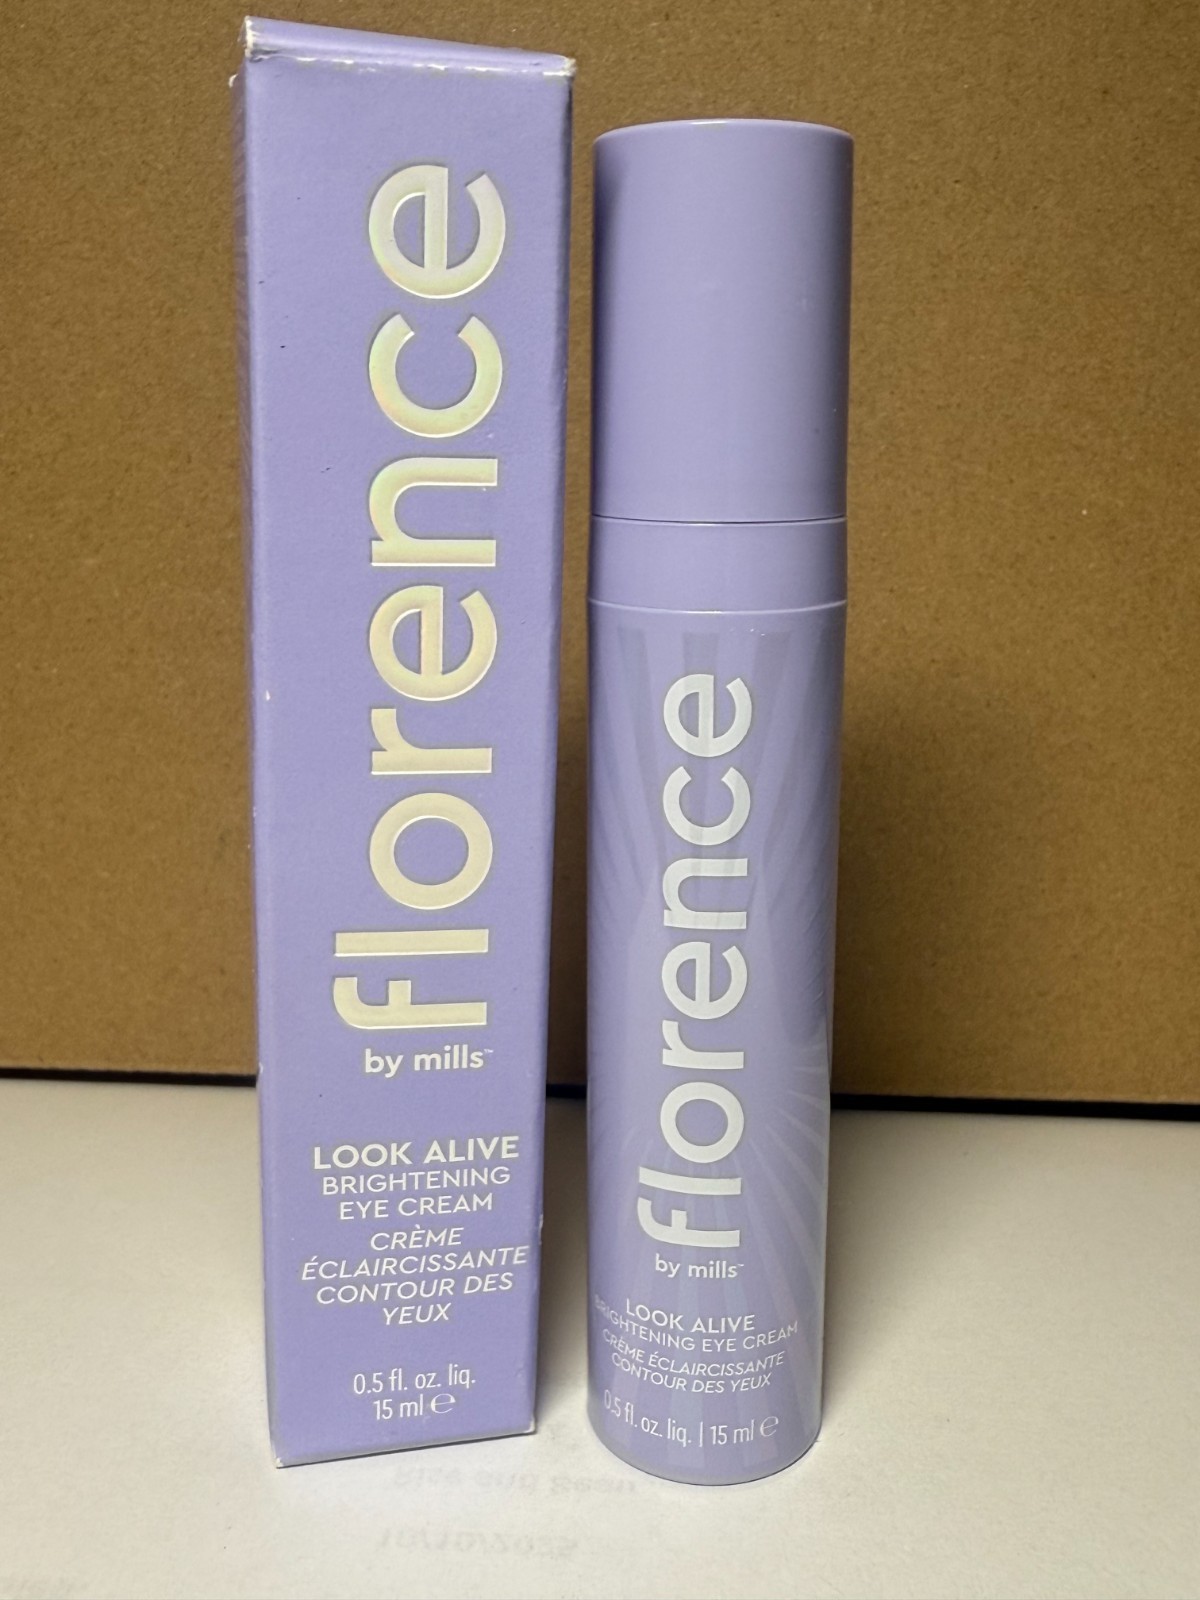 florence
by mills™
LOOK ALIVE
BRIGHTENING
EYE CREAM
CRÈME
ÉCLAIRCISSANTE
CONTOUR DES
YEUX
0.5 fl. oz. liq.
15 ml ℮
florence
by mills™
LOOK ALIVE
BRIGHTENING EYE CREAM
CRÈME ÉCLAIRCISSANTE
CONTOUR DES YEUX
0.5 fl. oz. liq. | 15 ml ℮